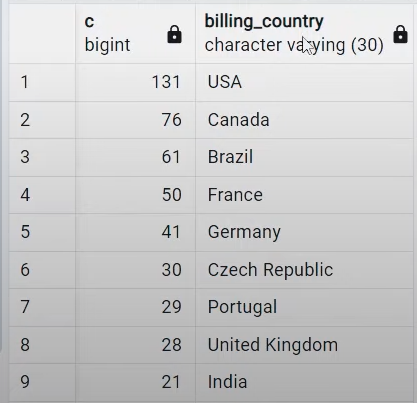 c billing_country
bigint character varying (30)
1 131 USA
2 76 Canada
3 61 Brazil
4 50 France
5 41 Germany
6 30 Czech Republic
7 29 Portugal
8 28 United Kingdom
9 21 India